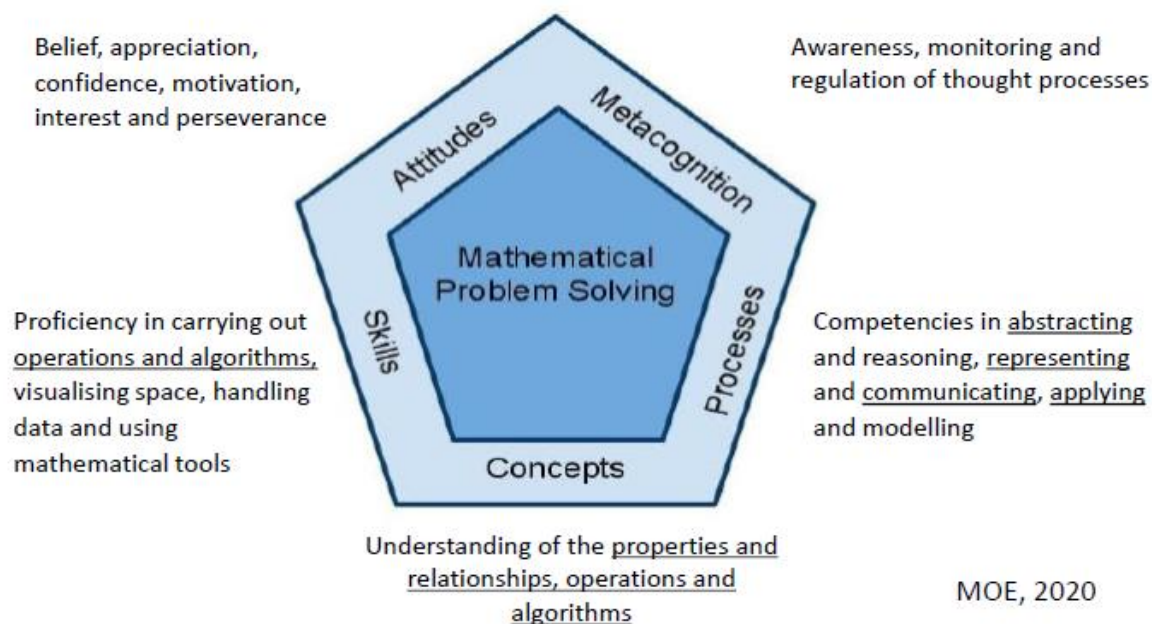 Belief, appreciation,
confidence, motivation,
interest and perseverance
Awareness, monitoring and
regulation of thought processes
Attitudes
Metacognition
Mathematical
Problem Solving
Skills
Processes
Concepts
Proficiency in carrying out
operations and algorithms,
visualising space, handling
data and using
mathematical tools
Competencies in abstracting
and reasoning, representing
and communicating, applying
and modelling
Understanding of the properties and
relationships, operations and
algorithms
MOE, 2020